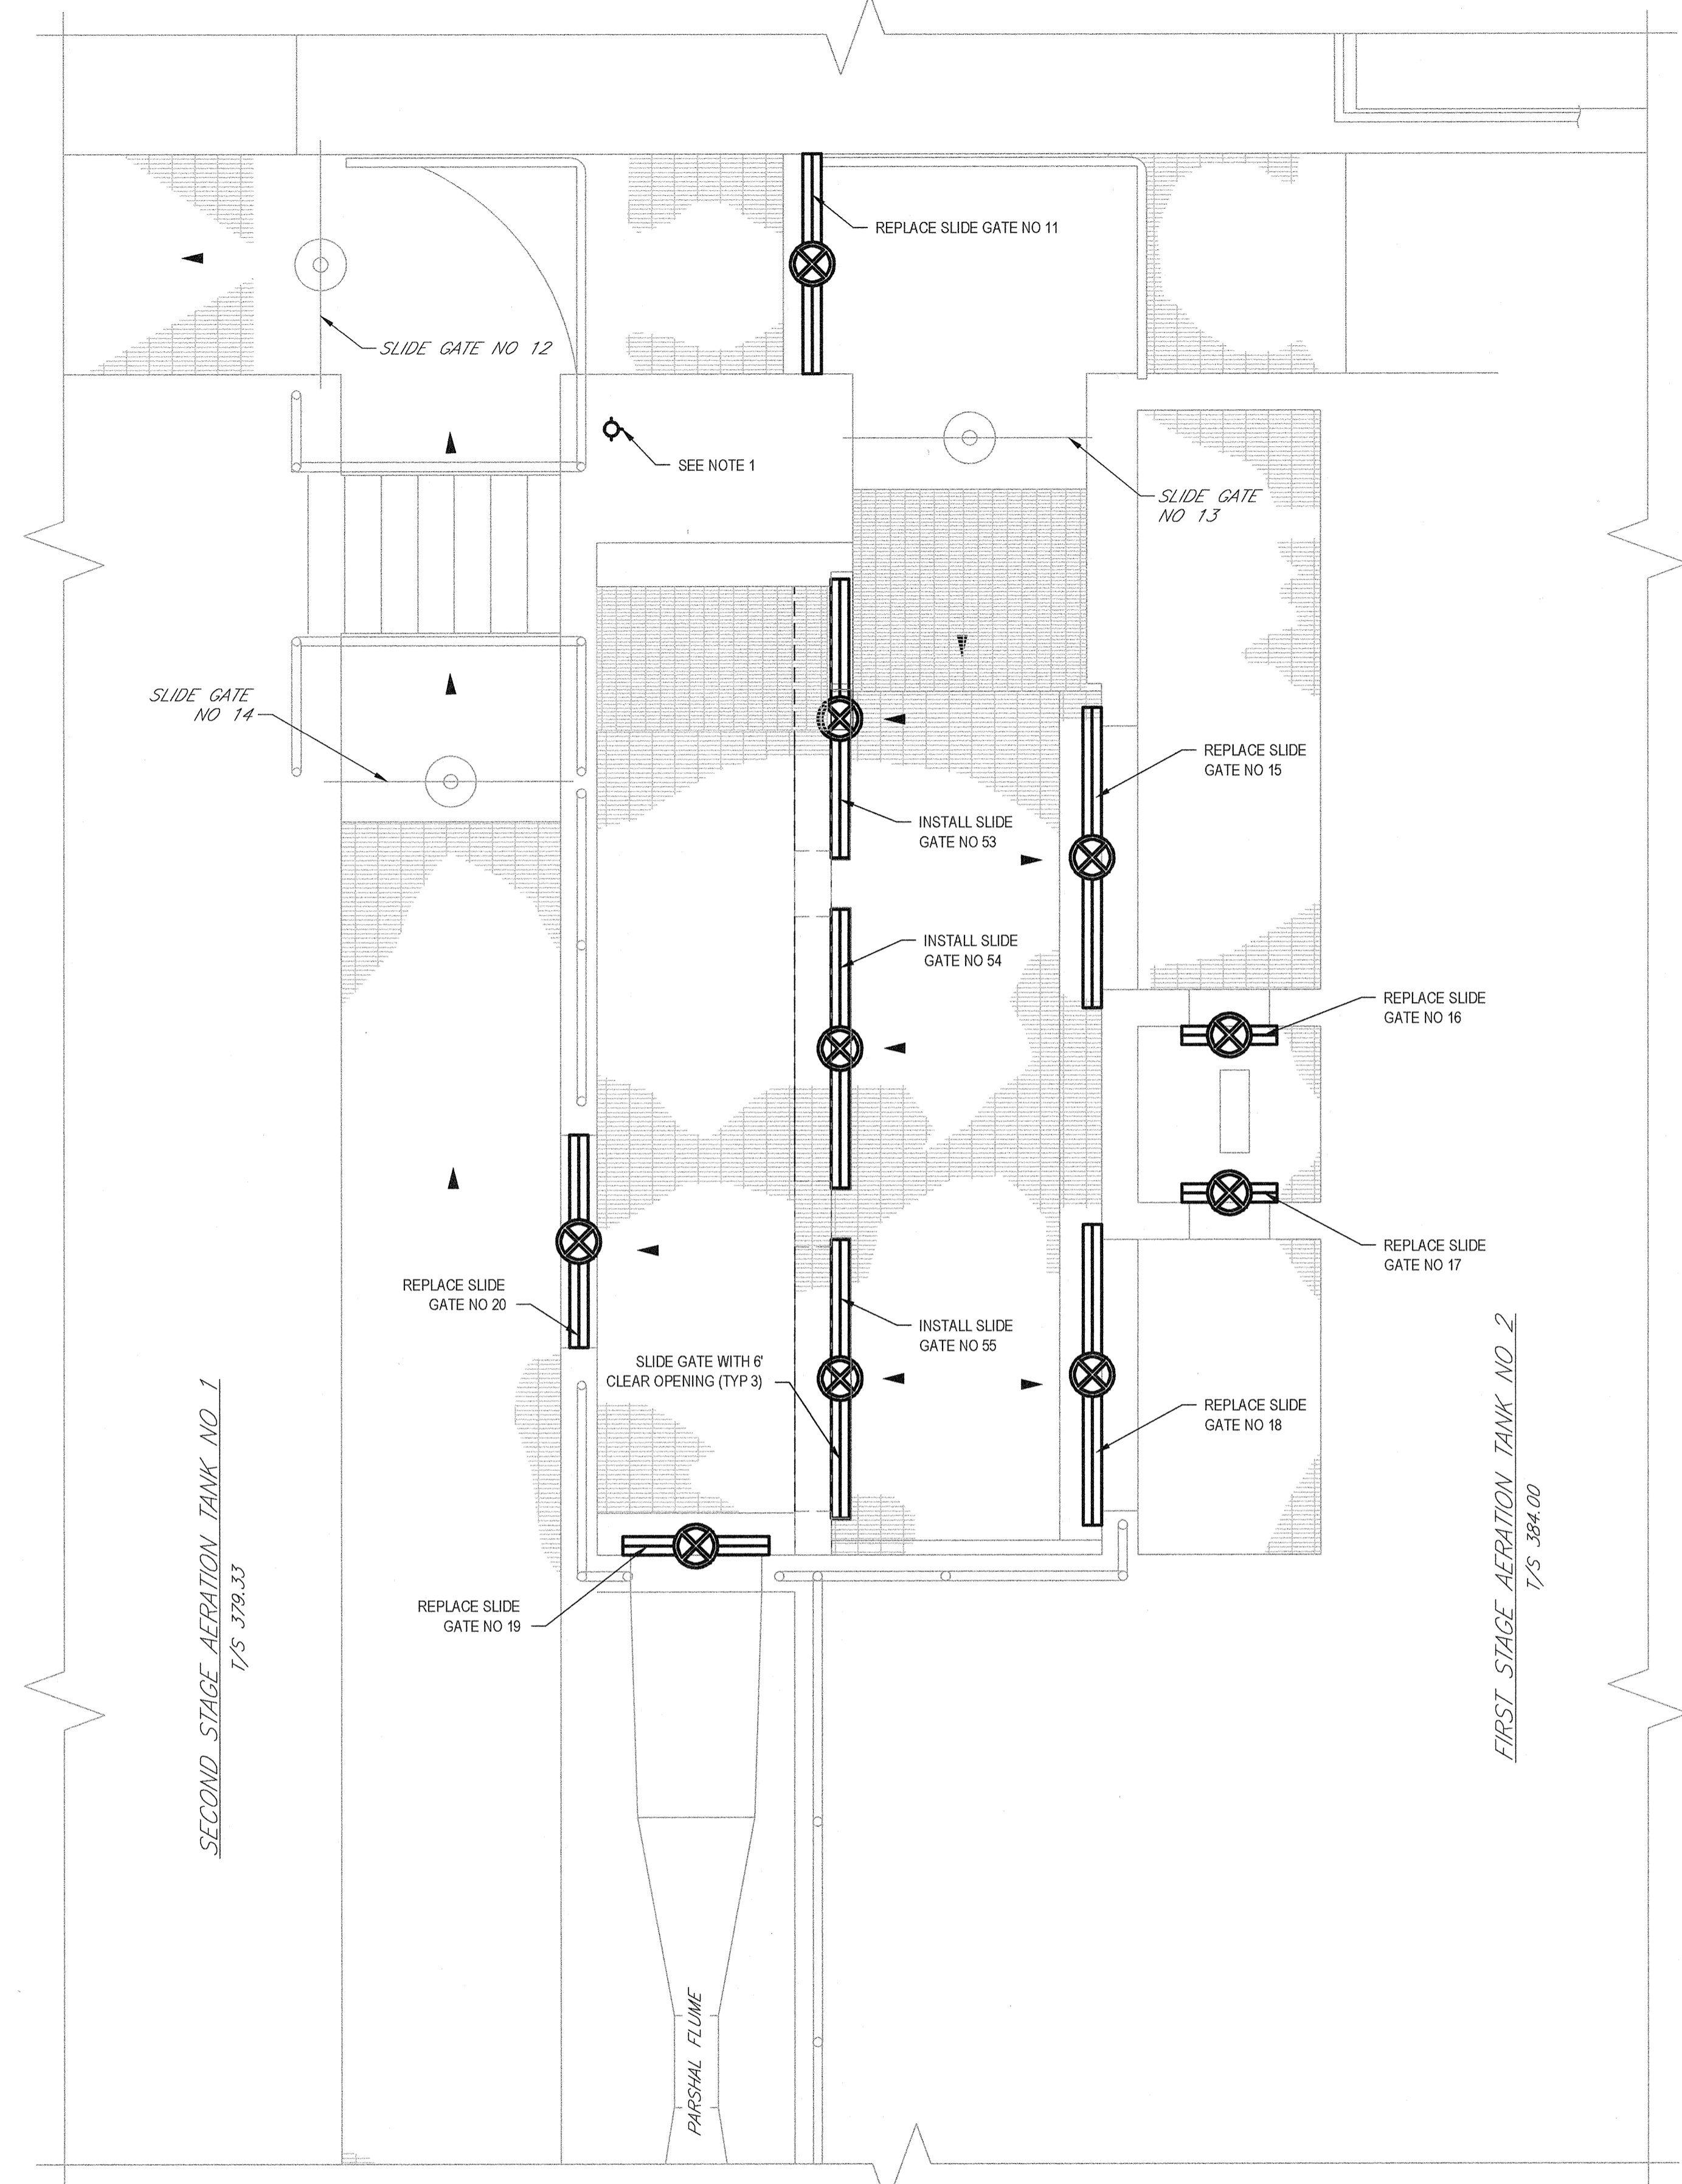 REPLACE SLIDE GATE NO 11
SLIDE GATE NO 12
SEE NOTE 1
SLIDE GATE
NO 13
SLIDE GATE
NO 14
REPLACE SLIDE
GATE NO 15
INSTALL SLIDE
GATE NO 53
INSTALL SLIDE
GATE NO 54
REPLACE SLIDE
GATE NO 16
REPLACE SLIDE
GATE NO 17
REPLACE SLIDE
GATE NO 20
INSTALL SLIDE
GATE NO 55
SLIDE GATE WITH 6'
CLEAR OPENING (TYP 3)
REPLACE SLIDE
GATE NO 18
REPLACE SLIDE
GATE NO 19
SECOND STAGE AERATION TANK NO 1
T/S 379.33
FIRST STAGE AERATION TANK NO 2
T/S 384.00
PARSHAL FLUME